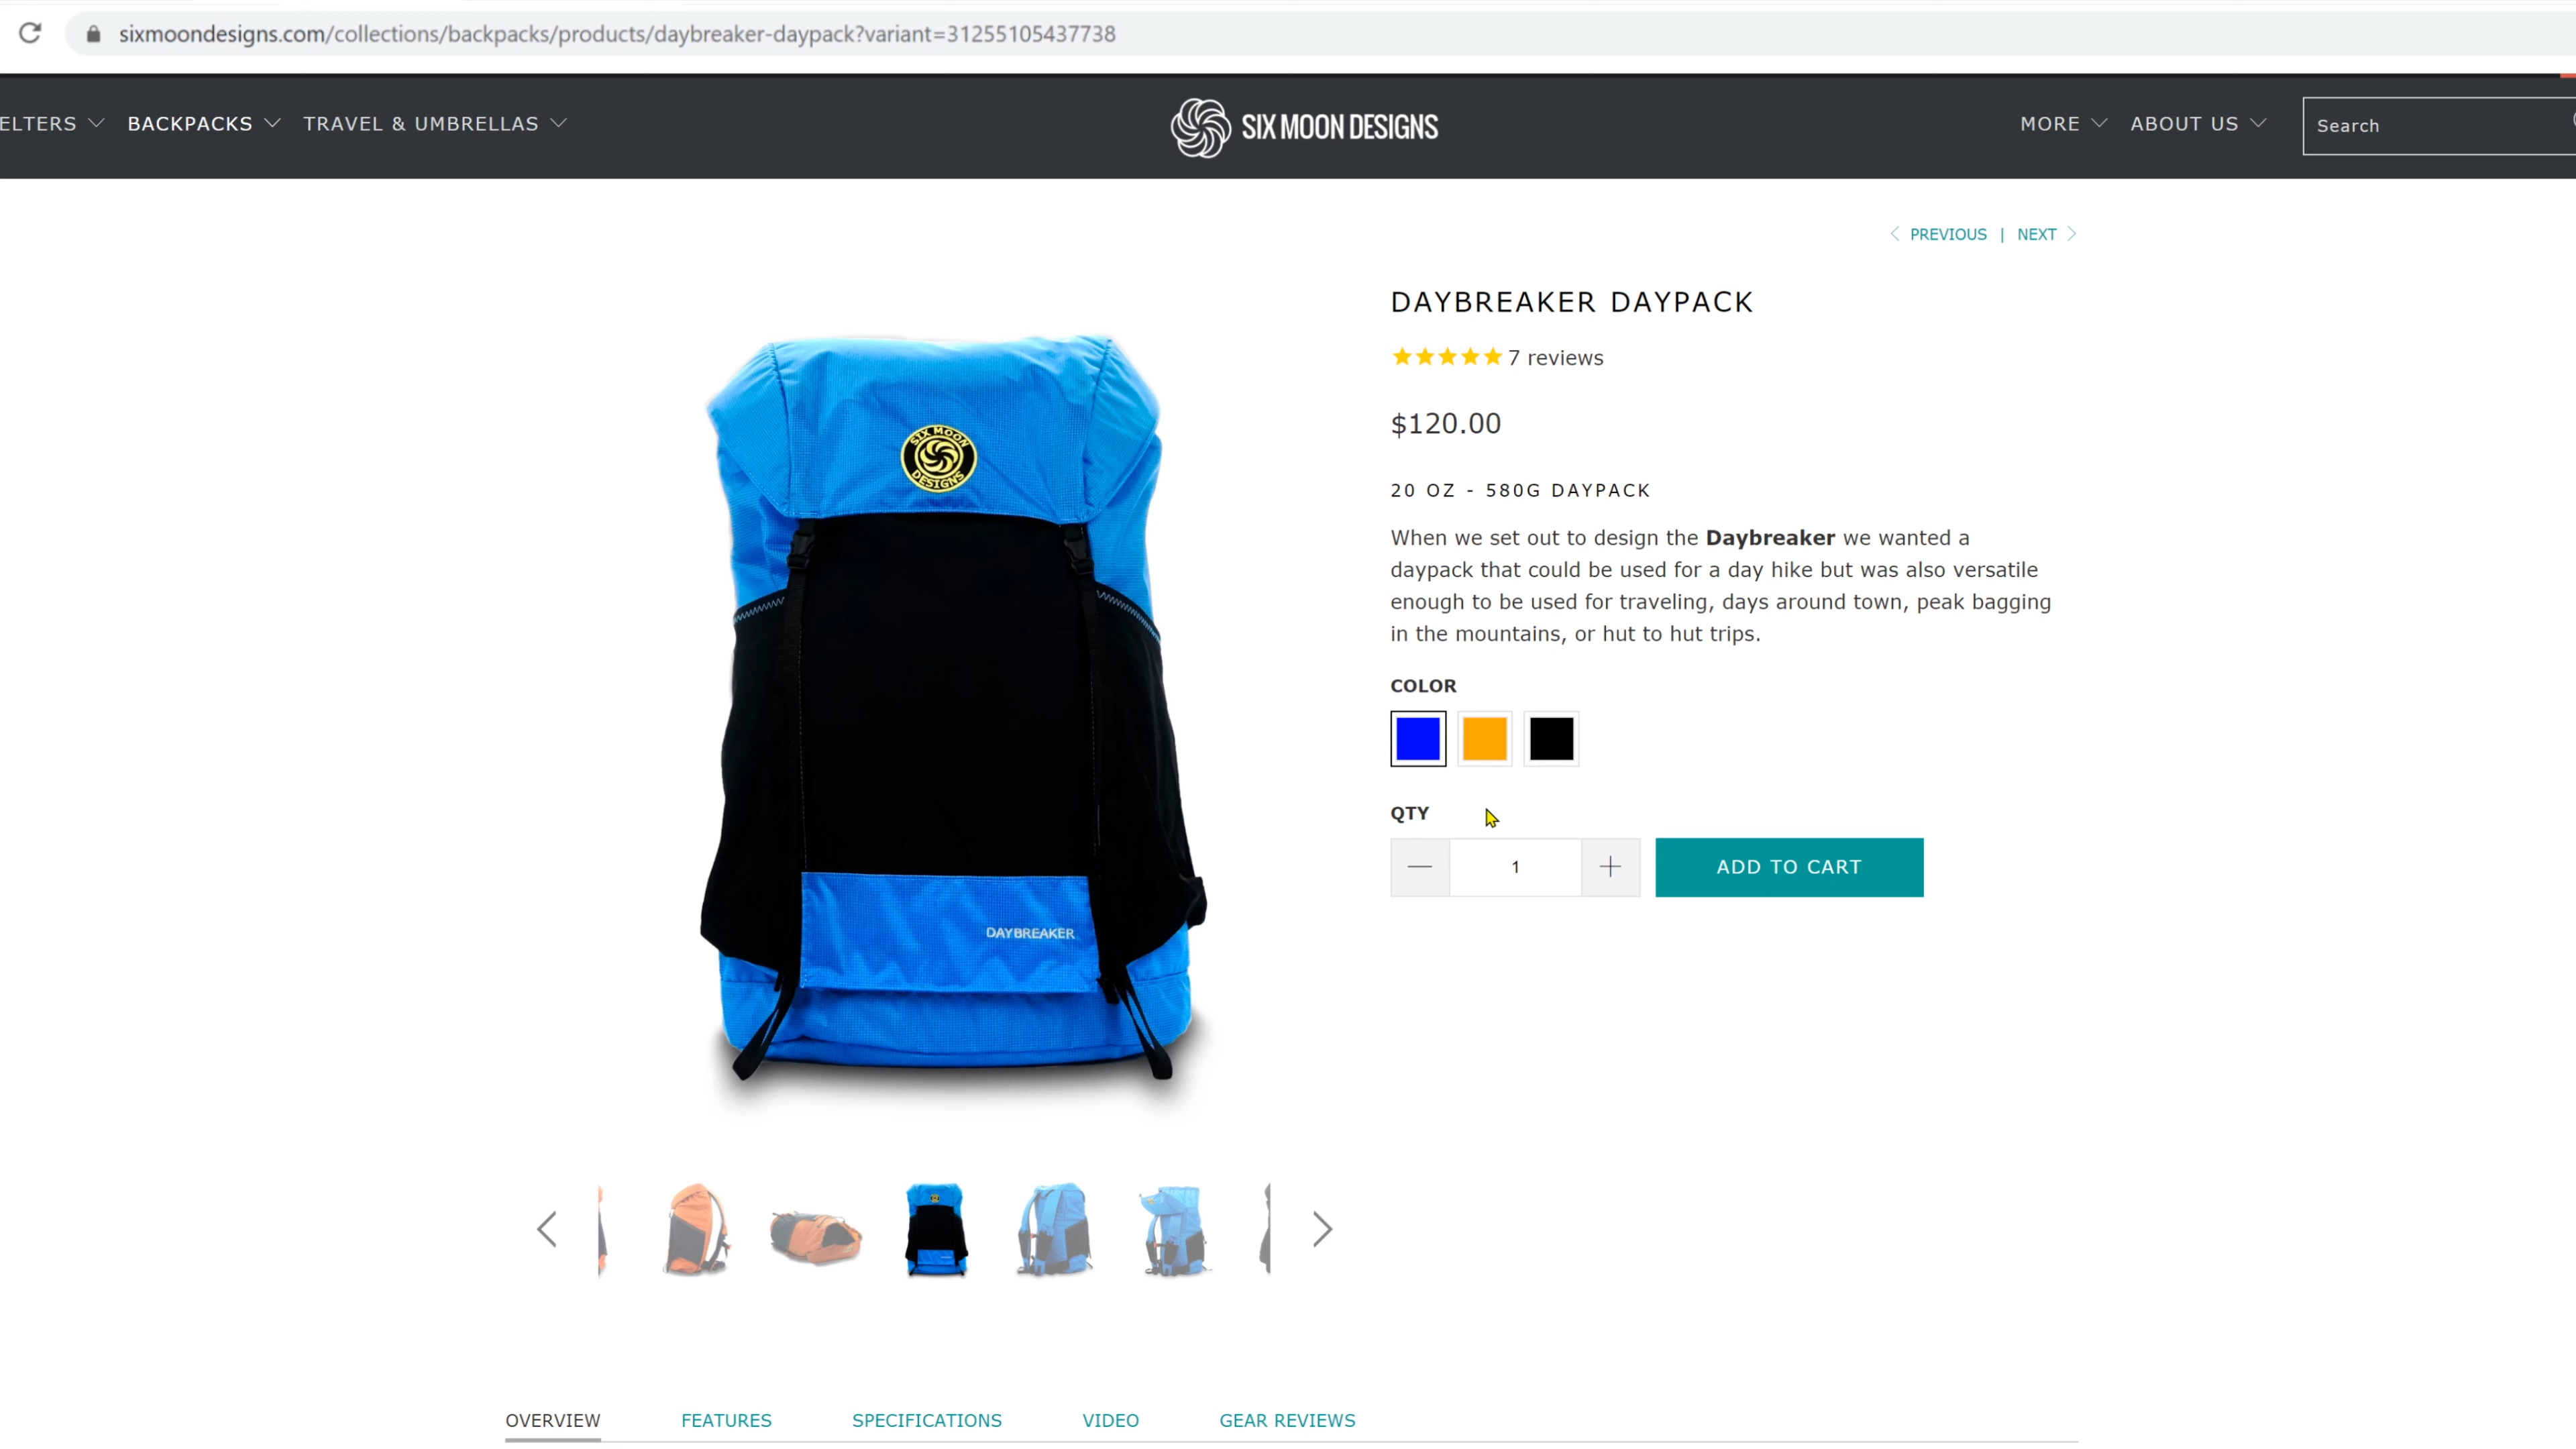 sixmoondesigns.com/collections/backpacks/products/daybreaker-daypack?variant=31255105437738
ELTERS BACKPACKS TRAVEL & UMBRELLAS SIX MOON DESIGNS MORE ABOUT US Search
PREVIOUS | NEXT
DAYBREAKER DAYPACK
7 reviews
$120.00
20 OZ - 580G DAYPACK
When we set out to design the Daybreaker we wanted a
daypack that could be used for a day hike but was also versatile
enough to be used for traveling, days around town, peak bagging
in the mountains, or hut to hut trips.
COLOR
QTY
1
ADD TO CART
SIX MOON
DESIGNS
DAYBREAKER
OVERVIEW FEATURES SPECIFICATIONS VIDEO GEAR REVIEWS